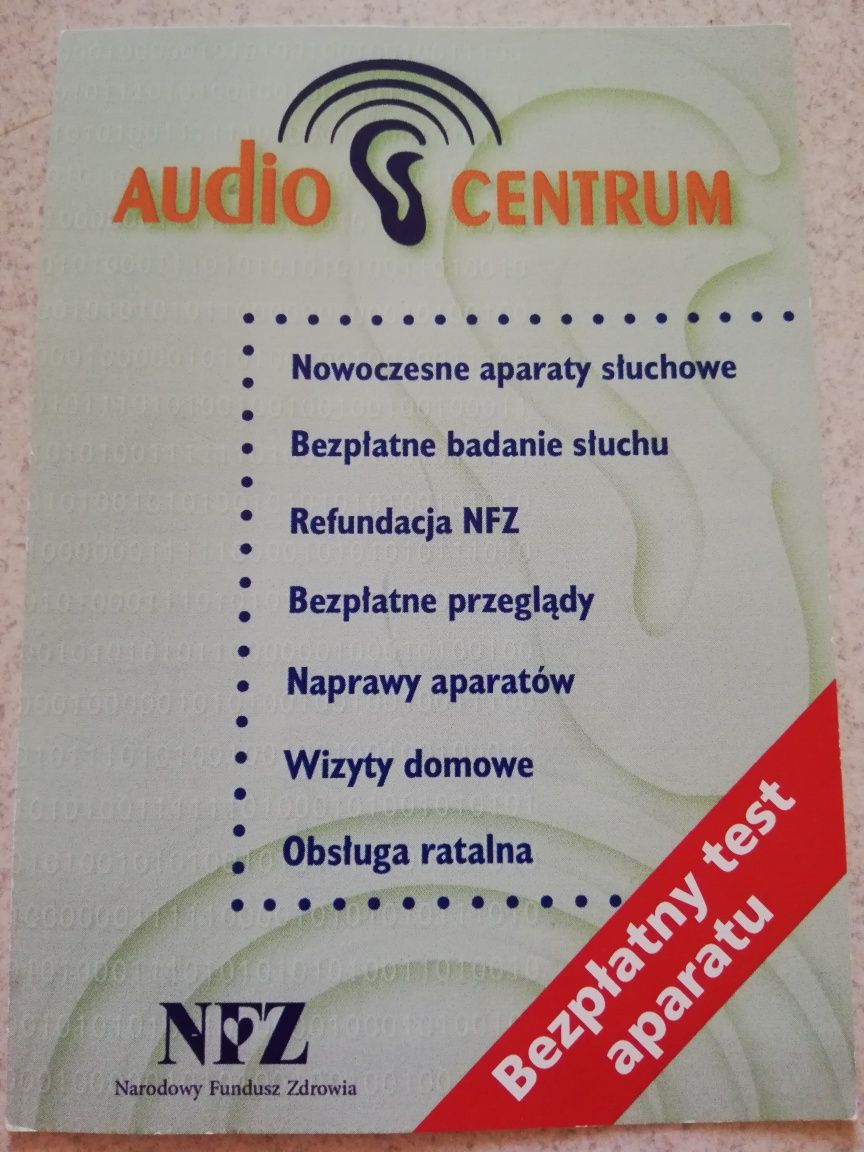 AUDIO CENTRUM
Nowoczesne aparaty słuchowe
Bezpłatne badanie słuchu
Refundacja NFZ
Bezpłatne przeglądy
Naprawy aparatów
Wizyty domowe
Obsługa ratalna
Bezpłatny test
aparatu
NFZ
Narodowy Fundusz Zdrowia